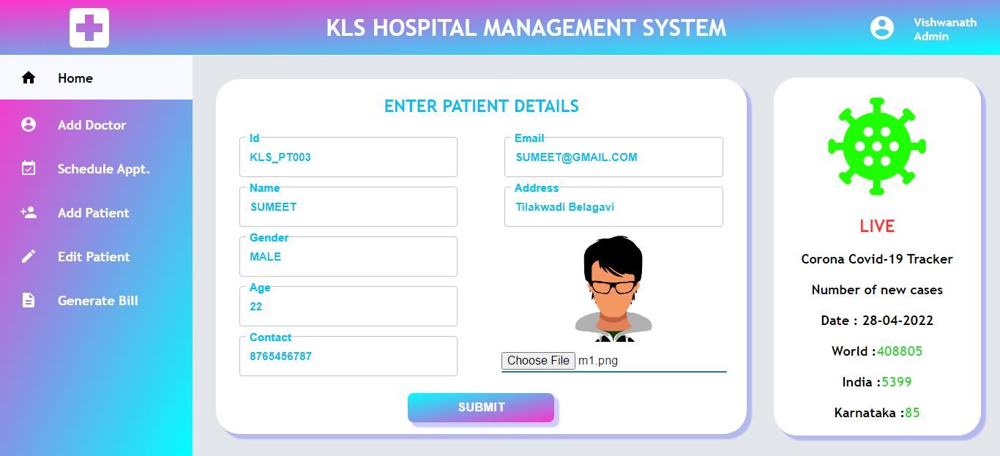 KLS HOSPITAL MANAGEMENT SYSTEM
Vishwanath
Admin
Home
Add Doctor
Schedule Appt.
Add Patient
Edit Patient
Generate Bill
ENTER PATIENT DETAILS
Id
KLS_PT003
Name
SUMEET
Gender
MALE
Age
22
Contact
8765456787
Email
SUMEET@GMAIL.COM
Address
Tilakwadi Belagavi
Choose File m1.png
SUBMIT
LIVE
Corona Covid-19 Tracker
Number of new cases
Date : 28-04-2022
World :408805
India :5399
Karnataka :85